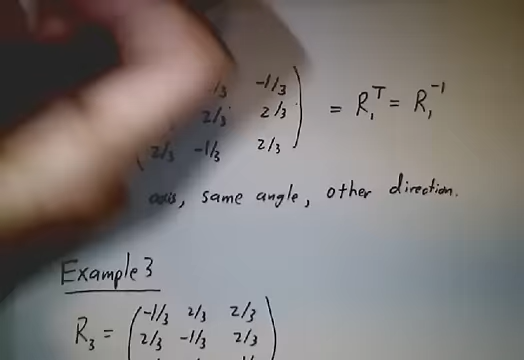 -1/3
2/3 2/3 = R₁ᵀ = R₁⁻¹
2/3 -1/3 2/3
axis, same angle, other direction.
Example 3
R₃ = -1/3 2/3 2/3
2/3 -1/3 2/3